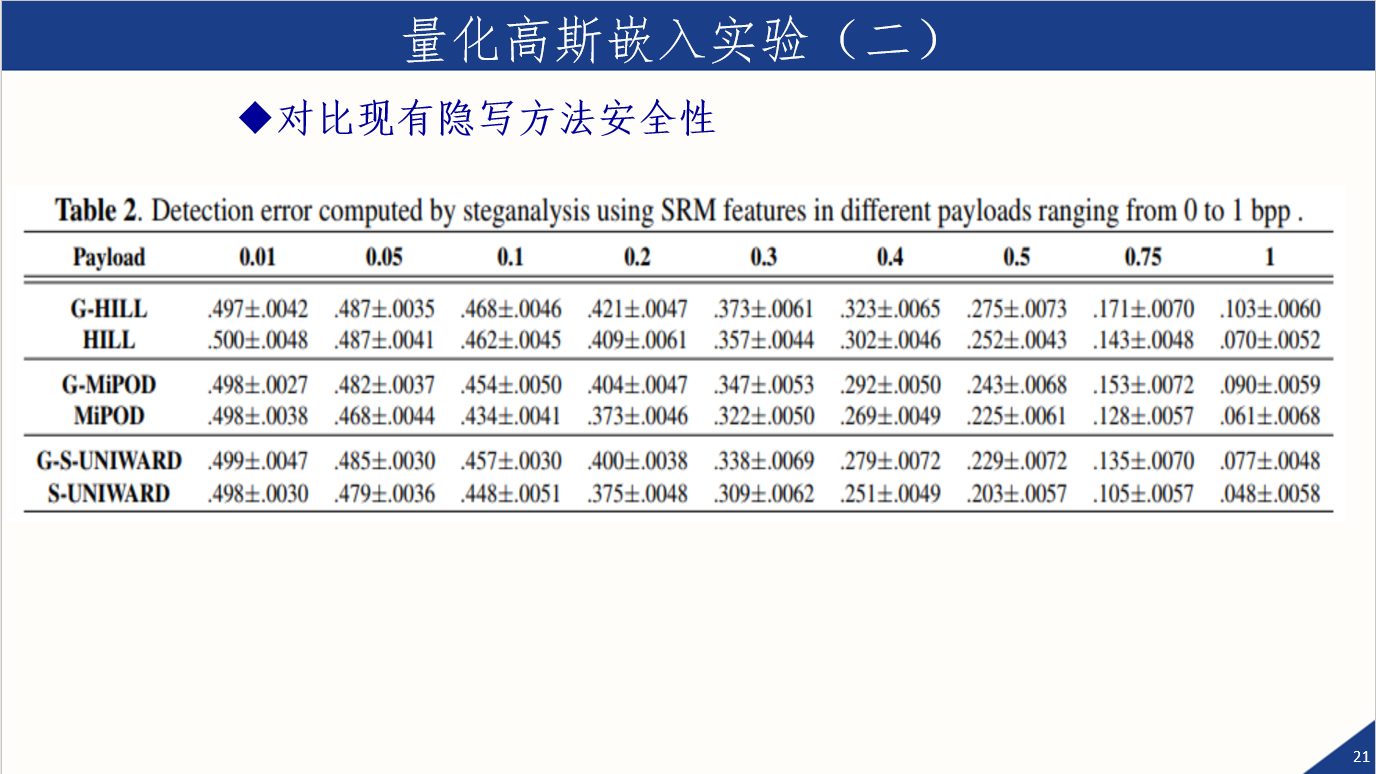 量化高斯嵌入实验（二）
◆对比现有隐写方法安全性
Table 2. Detection error computed by steganalysis using SRM features in different payloads ranging from 0 to 1 bpp .
Payload 0.01 0.05 0.1 0.2 0.3 0.4 0.5 0.75 1
G-HILL .497±.0042 .487±.0035 .468±.0046 .421±.0047 .373±.0061 .323±.0065 .275±.0073 .171±.0070 .103±.0060
HILL .500±.0048 .487±.0041 .462±.0045 .409±.0061 .357±.0044 .302±.0046 .252±.0043 .143±.0048 .070±.0052
G-MiPOD .498±.0027 .482±.0037 .454±.0050 .404±.0047 .347±.0053 .292±.0050 .243±.0068 .153±.0072 .090±.0059
MiPOD .498±.0038 .468±.0044 .434±.0041 .373±.0046 .322±.0050 .269±.0049 .225±.0061 .128±.0057 .061±.0068
G-S-UNIWARD .499±.0047 .485±.0030 .457±.0030 .400±.0038 .338±.0069 .279±.0072 .229±.0072 .135±.0070 .077±.0048
S-UNIWARD .498±.0030 .479±.0036 .448±.0051 .375±.0048 .309±.0062 .251±.0049 .203±.0057 .105±.0057 .048±.0058
21